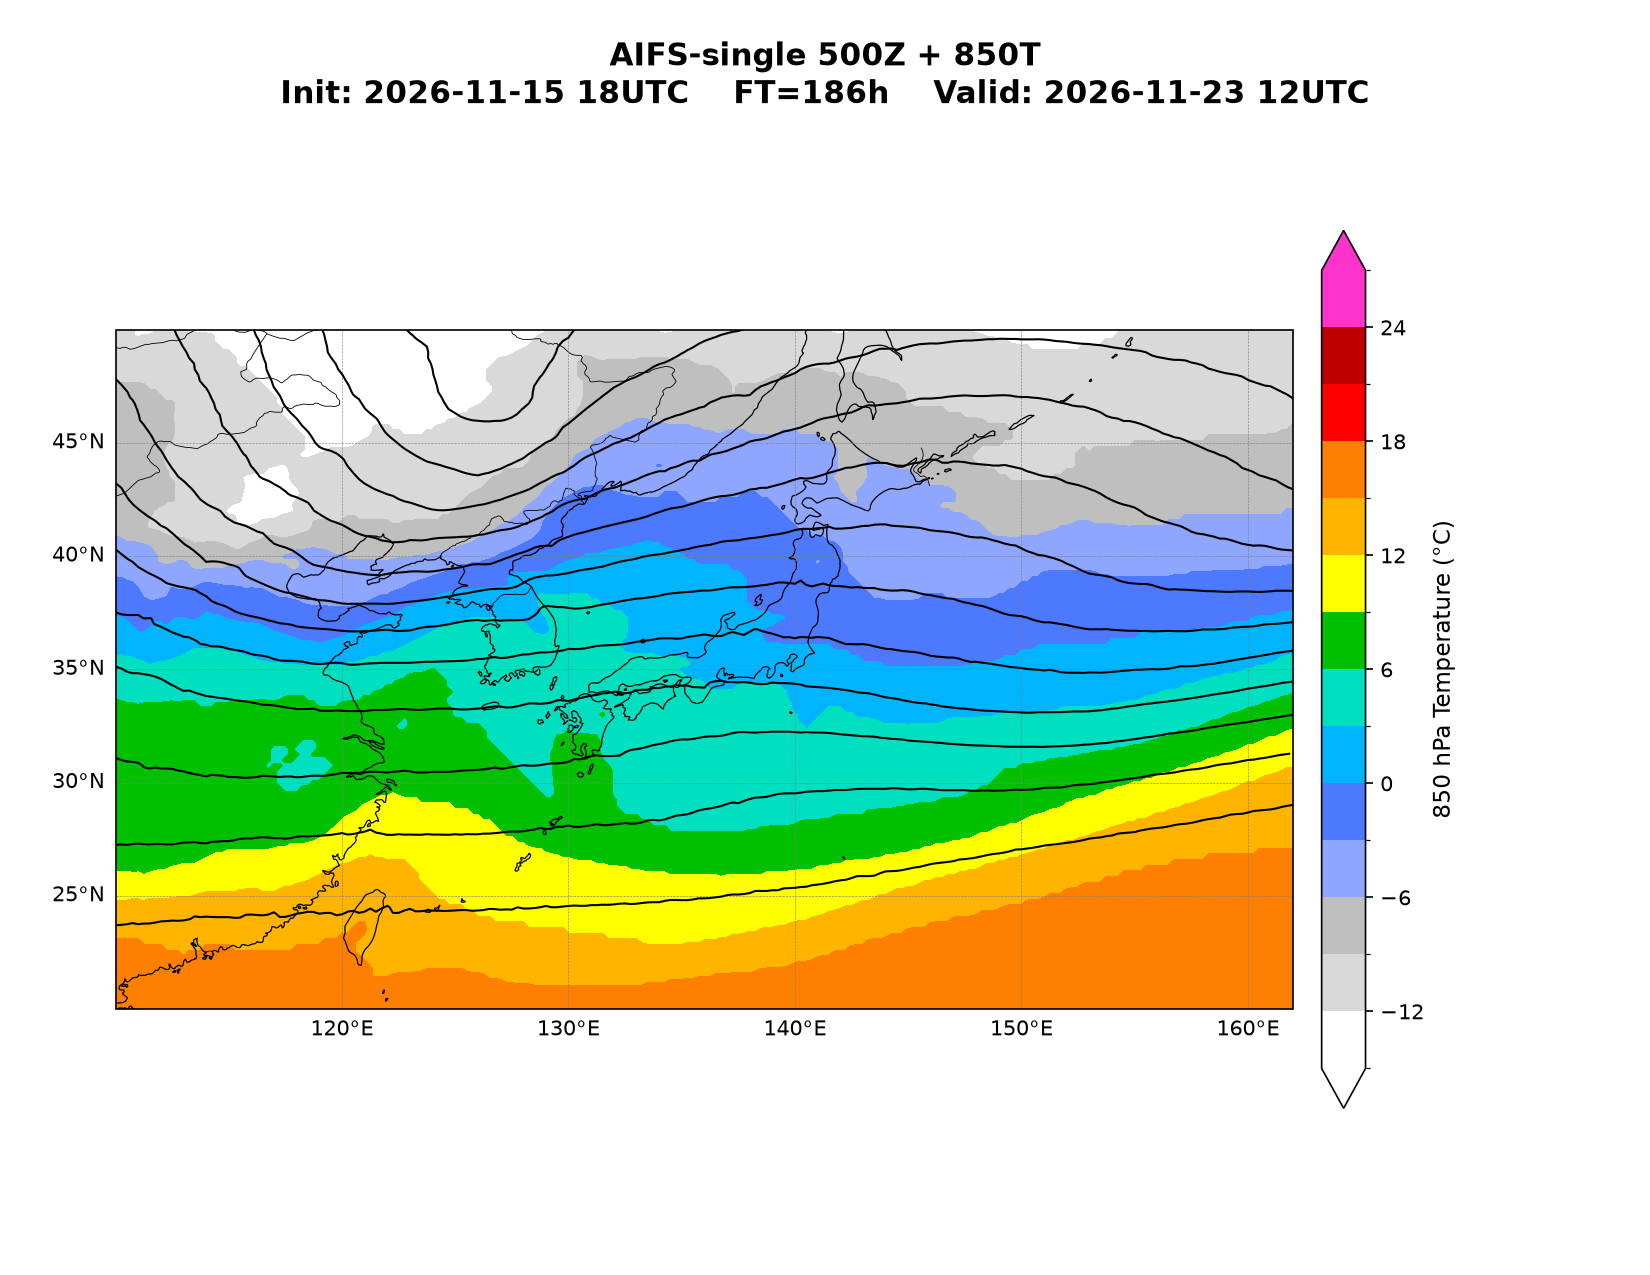 AIFS-single 500Z + 850T
Init: 2026-11-15 18UTC    FT=186h    Valid: 2026-11-23 12UTC
45°N
40°N
35°N
30°N
25°N
120°E
130°E
140°E
150°E
160°E
24
18
12
6
0
−6
−12
850 hPa Temperature (°C)